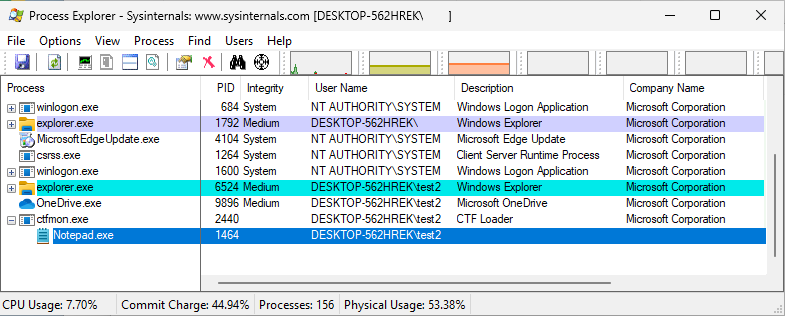 Process Explorer - Sysinternals: www.sysinternals.com [DESKTOP-562HREK\ ]
File Options View Process Find Users Help
Process PID Integrity User Name Description Company Name
winlogon.exe 684 System NT AUTHORITY\SYSTEM Windows Logon Application Microsoft Corporation
explorer.exe 1792 Medium DESKTOP-562HREK\ Windows Explorer Microsoft Corporation
MicrosoftEdgeUpdate.exe 4104 System NT AUTHORITY\SYSTEM Microsoft Edge Update Microsoft Corporation
csrss.exe 1264 System NT AUTHORITY\SYSTEM Client Server Runtime Process Microsoft Corporation
winlogon.exe 1600 System NT AUTHORITY\SYSTEM Windows Logon Application Microsoft Corporation
explorer.exe 6524 Medium DESKTOP-562HREK\test2 Windows Explorer Microsoft Corporation
OneDrive.exe 9896 Medium DESKTOP-562HREK\test2 Microsoft OneDrive Microsoft Corporation
ctfmon.exe 2440 DESKTOP-562HREK\test2 CTF Loader Microsoft Corporation
Notepad.exe 1464 DESKTOP-562HREK\test2
CPU Usage: 7.70% Commit Charge: 44.94% Processes: 156 Physical Usage: 53.38%